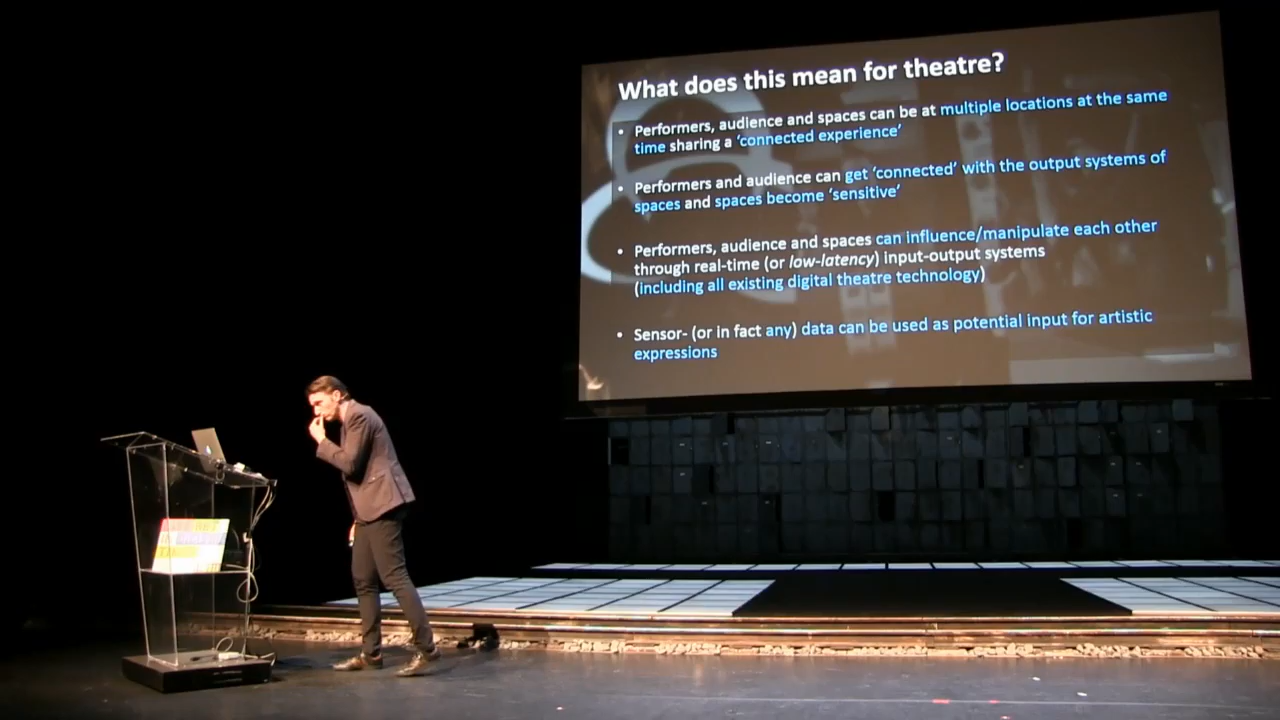 What does this mean for theatre?
• Performers, audience and spaces can be at multiple locations at the same
time sharing a ‘connected experience’
• Performers and audience can get ‘connected’ with the output systems of
spaces and spaces become ‘sensitive’
• Performers, audience and spaces can influence/manipulate each other
through real-time (or low-latency) input-output systems
(including all existing digital theatre technology)
• Sensor- (or in fact any) data can be used as potential input for artistic
expressions